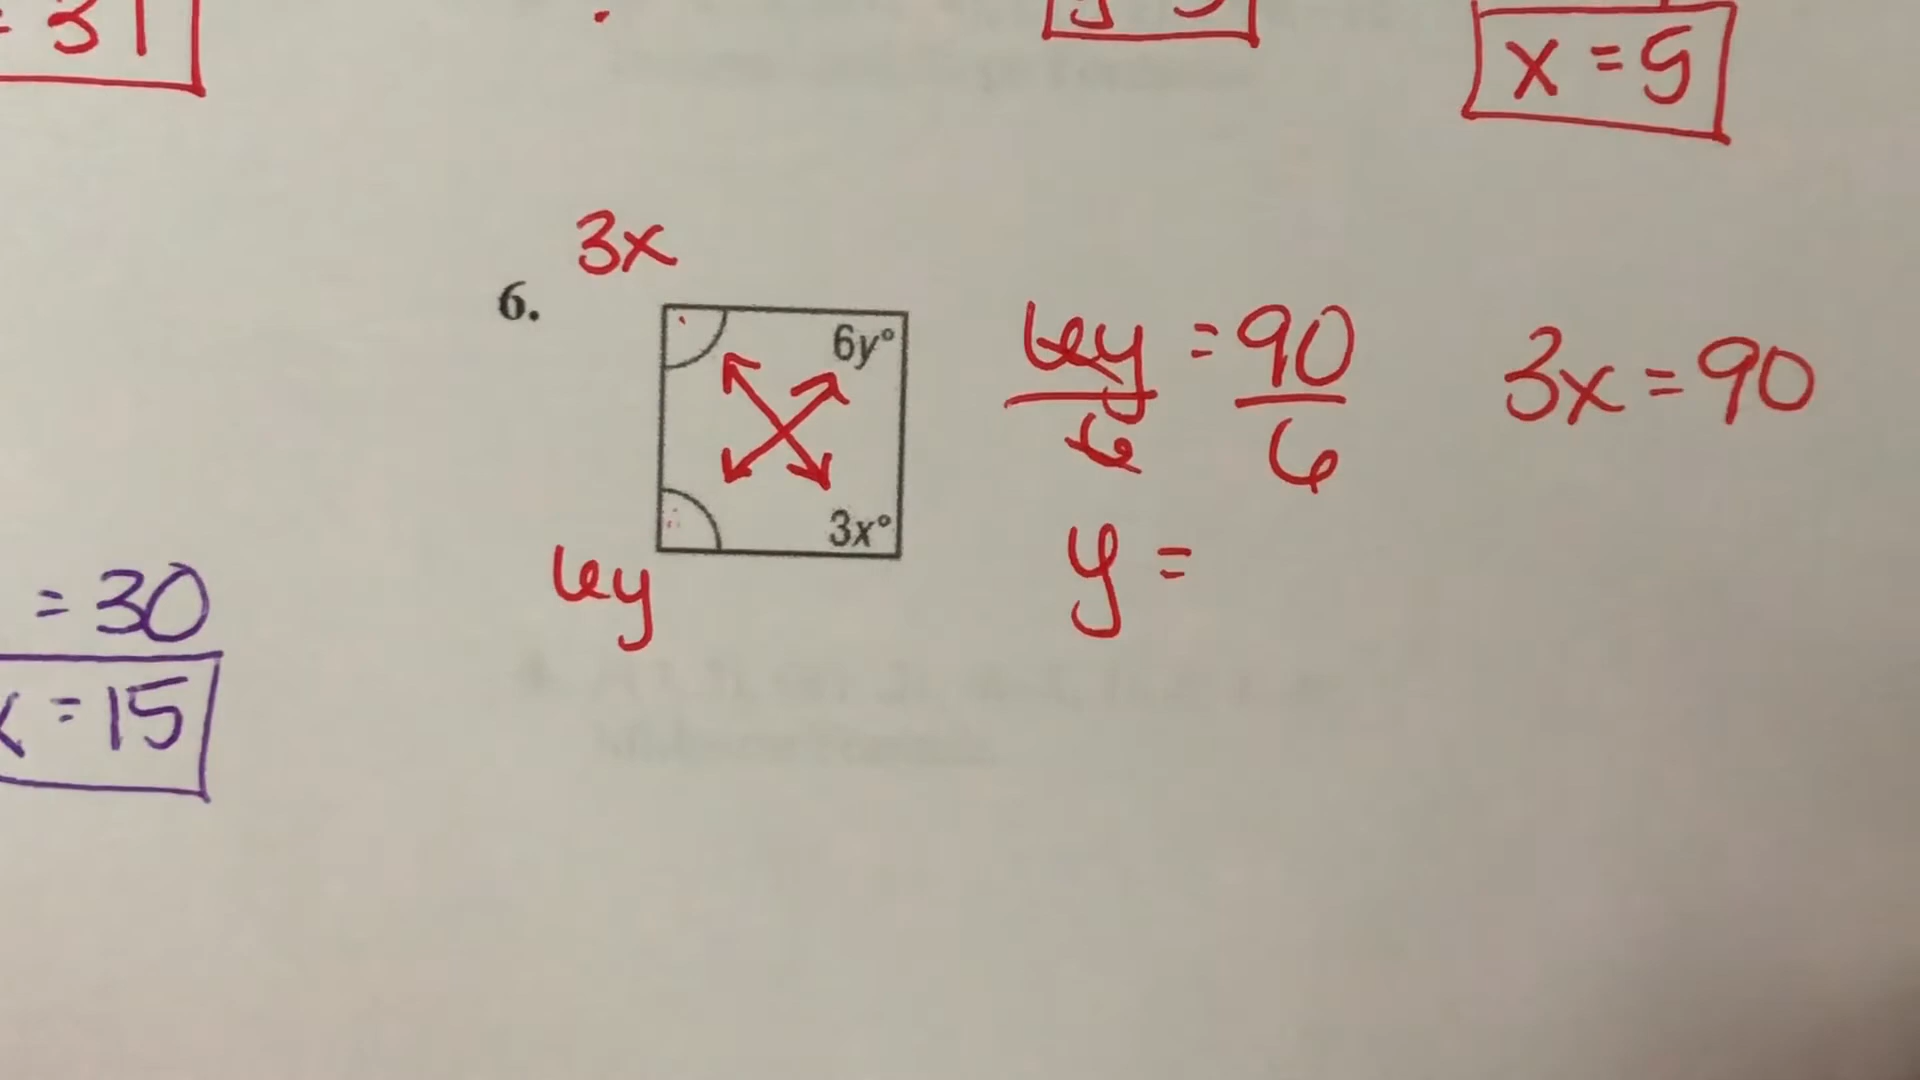 = 31
x = 5
3x
6.
6y°
6y = 90
3x = 90
6 6
3x°
6y
y =
= 30
x = 15